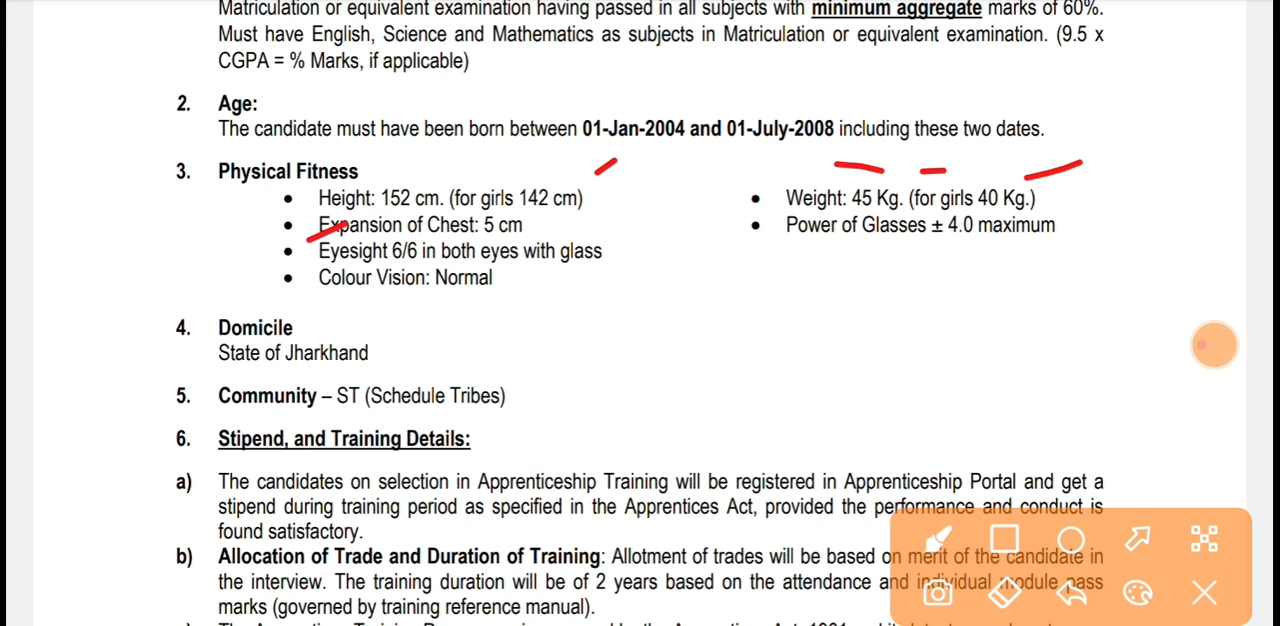 Matriculation or equivalent examination having passed in all subjects with minimum aggregate marks of 60%.
Must have English, Science and Mathematics as subjects in Matriculation or equivalent examination. (9.5 x
CGPA = % Marks, if applicable)
2. Age:
The candidate must have been born between 01-Jan-2004 and 01-July-2008 including these two dates.
3. Physical Fitness
• Height: 152 cm. (for girls 142 cm)
• Expansion of Chest: 5 cm
• Eyesight 6/6 in both eyes with glass
• Colour Vision: Normal
• Weight: 45 Kg. (for girls 40 Kg.)
• Power of Glasses ± 4.0 maximum
4. Domicile
State of Jharkhand
5. Community – ST (Schedule Tribes)
6. Stipend, and Training Details:
a) The candidates on selection in Apprenticeship Training will be registered in Apprenticeship Portal and get a
stipend during training period as specified in the Apprentices Act, provided the performance and conduct is
found satisfactory.
b) Allocation of Trade and Duration of Training: Allotment of trades will be based on merit of the candidate in
the interview. The training duration will be of 2 years based on the attendance and individual module pass
marks (governed by training reference manual).